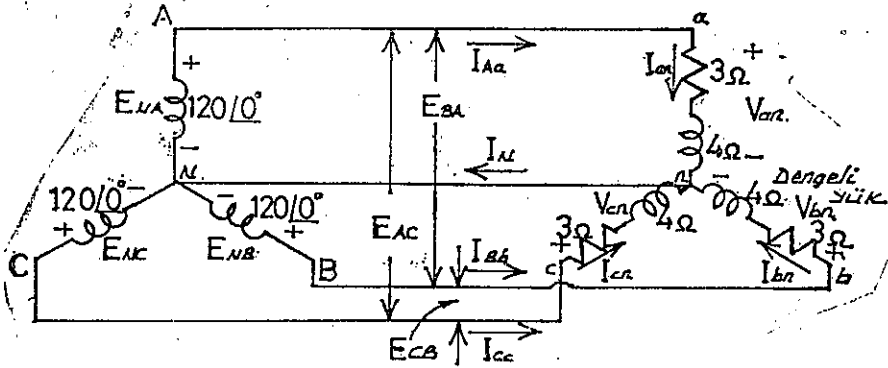 A
a
+
I_Aa
I_an
3Ω
+
E_NA
120/0°
E_BA
V_an.
-
I_N
4Ω
-
N
n
120/0°
-
-
120/0°
V_cn
-
4Ω
Dengeli
yük.
+
E_NC
E_NB
+
E_AC
3Ω
4Ω
V_bn
3Ω
C
B
I_Bb
c
+
I_cn
I_bn
+
b
E_CB
I_Cc